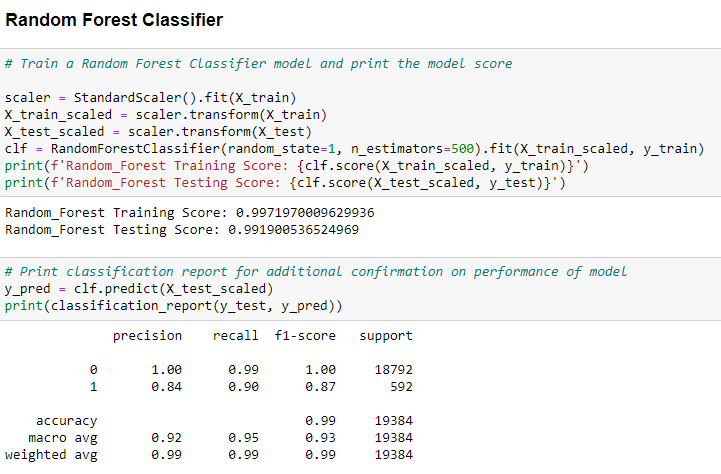 Random Forest Classifier
# Train a Random Forest Classifier model and print the model score
scaler = StandardScaler().fit(X_train)
X_train_scaled = scaler.transform(X_train)
X_test_scaled = scaler.transform(X_test)
clf = RandomForestClassifier(random_state=1, n_estimators=500).fit(X_train_scaled, y_train)
print(f'Random_Forest Training Score: {clf.score(X_train_scaled, y_train)}')
print(f'Random_Forest Testing Score: {clf.score(X_test_scaled, y_test)}')
Random_Forest Training Score: 0.9971970009629936
Random_Forest Testing Score: 0.991900536524969
# Print classification report for additional confirmation on performance of model
y_pred = clf.predict(X_test_scaled)
print(classification_report(y_test, y_pred))
precision recall f1-score support
0 1.00 0.99 1.00 18792
1 0.84 0.90 0.87 592
accuracy 0.99 19384
macro avg 0.92 0.95 0.93 19384
weighted avg 0.99 0.99 0.99 19384